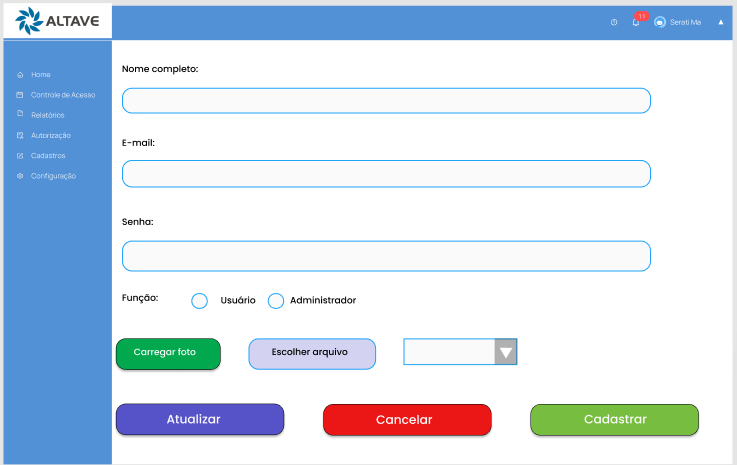 ALTAVE
11
Serati Ma
Home
Controle de Acesso
Relatórios
Autorização
Cadastros
Configuração
Nome completo:
E-mail:
Senha:
Função:
Usuário
Administrador
Carregar foto
Escolher arquivo
Atualizar
Cancelar
Cadastrar